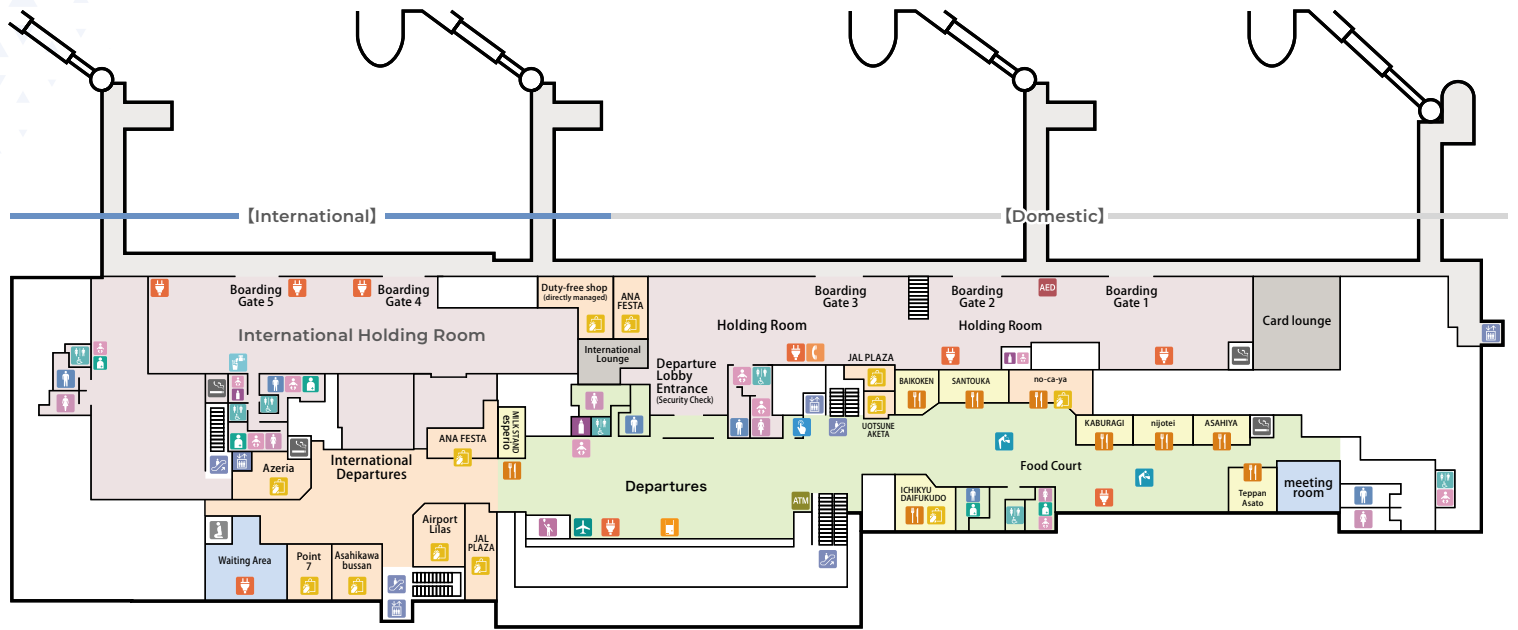 【International】
【Domestic】
Boarding
Gate 5
Boarding
Gate 4
International Holding Room
Duty-free shop
(directly managed)
ANA
FESTA
International
Lounge
Departure
Lobby
Entrance
(Security Check)
Boarding
Gate 3
Holding Room
Boarding
Gate 2
Holding Room
AED
Boarding
Gate 1
Card lounge
JAL PLAZA
UOTSUNE
AKETA
BAIKOKEN
SANTOUKA
no-ca-ya
KABURAGI
nijotei
ASAHIYA
Food Court
Teppan
Asato
meeting
room
ICHIKYU
DAIFUKUDO
ATM
Departures
MILK STAND
esperio
ANA FESTA
International
Departures
Azeria
Airport
Lilas
JAL
PLAZA
Waiting Area
Point
7
Asahikawa
bussan